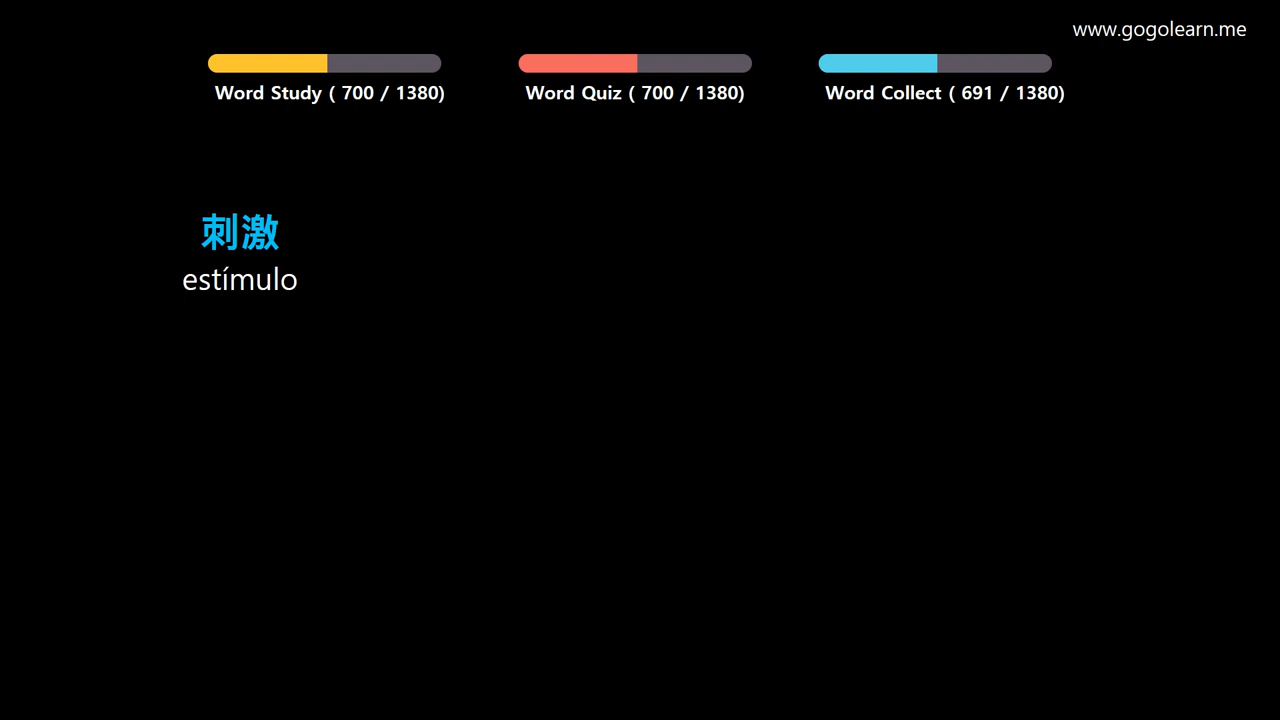 www.gogolearn.me
Word Study ( 700 / 1380)
Word Quiz ( 700 / 1380)
Word Collect ( 691 / 1380)
刺激
estímulo